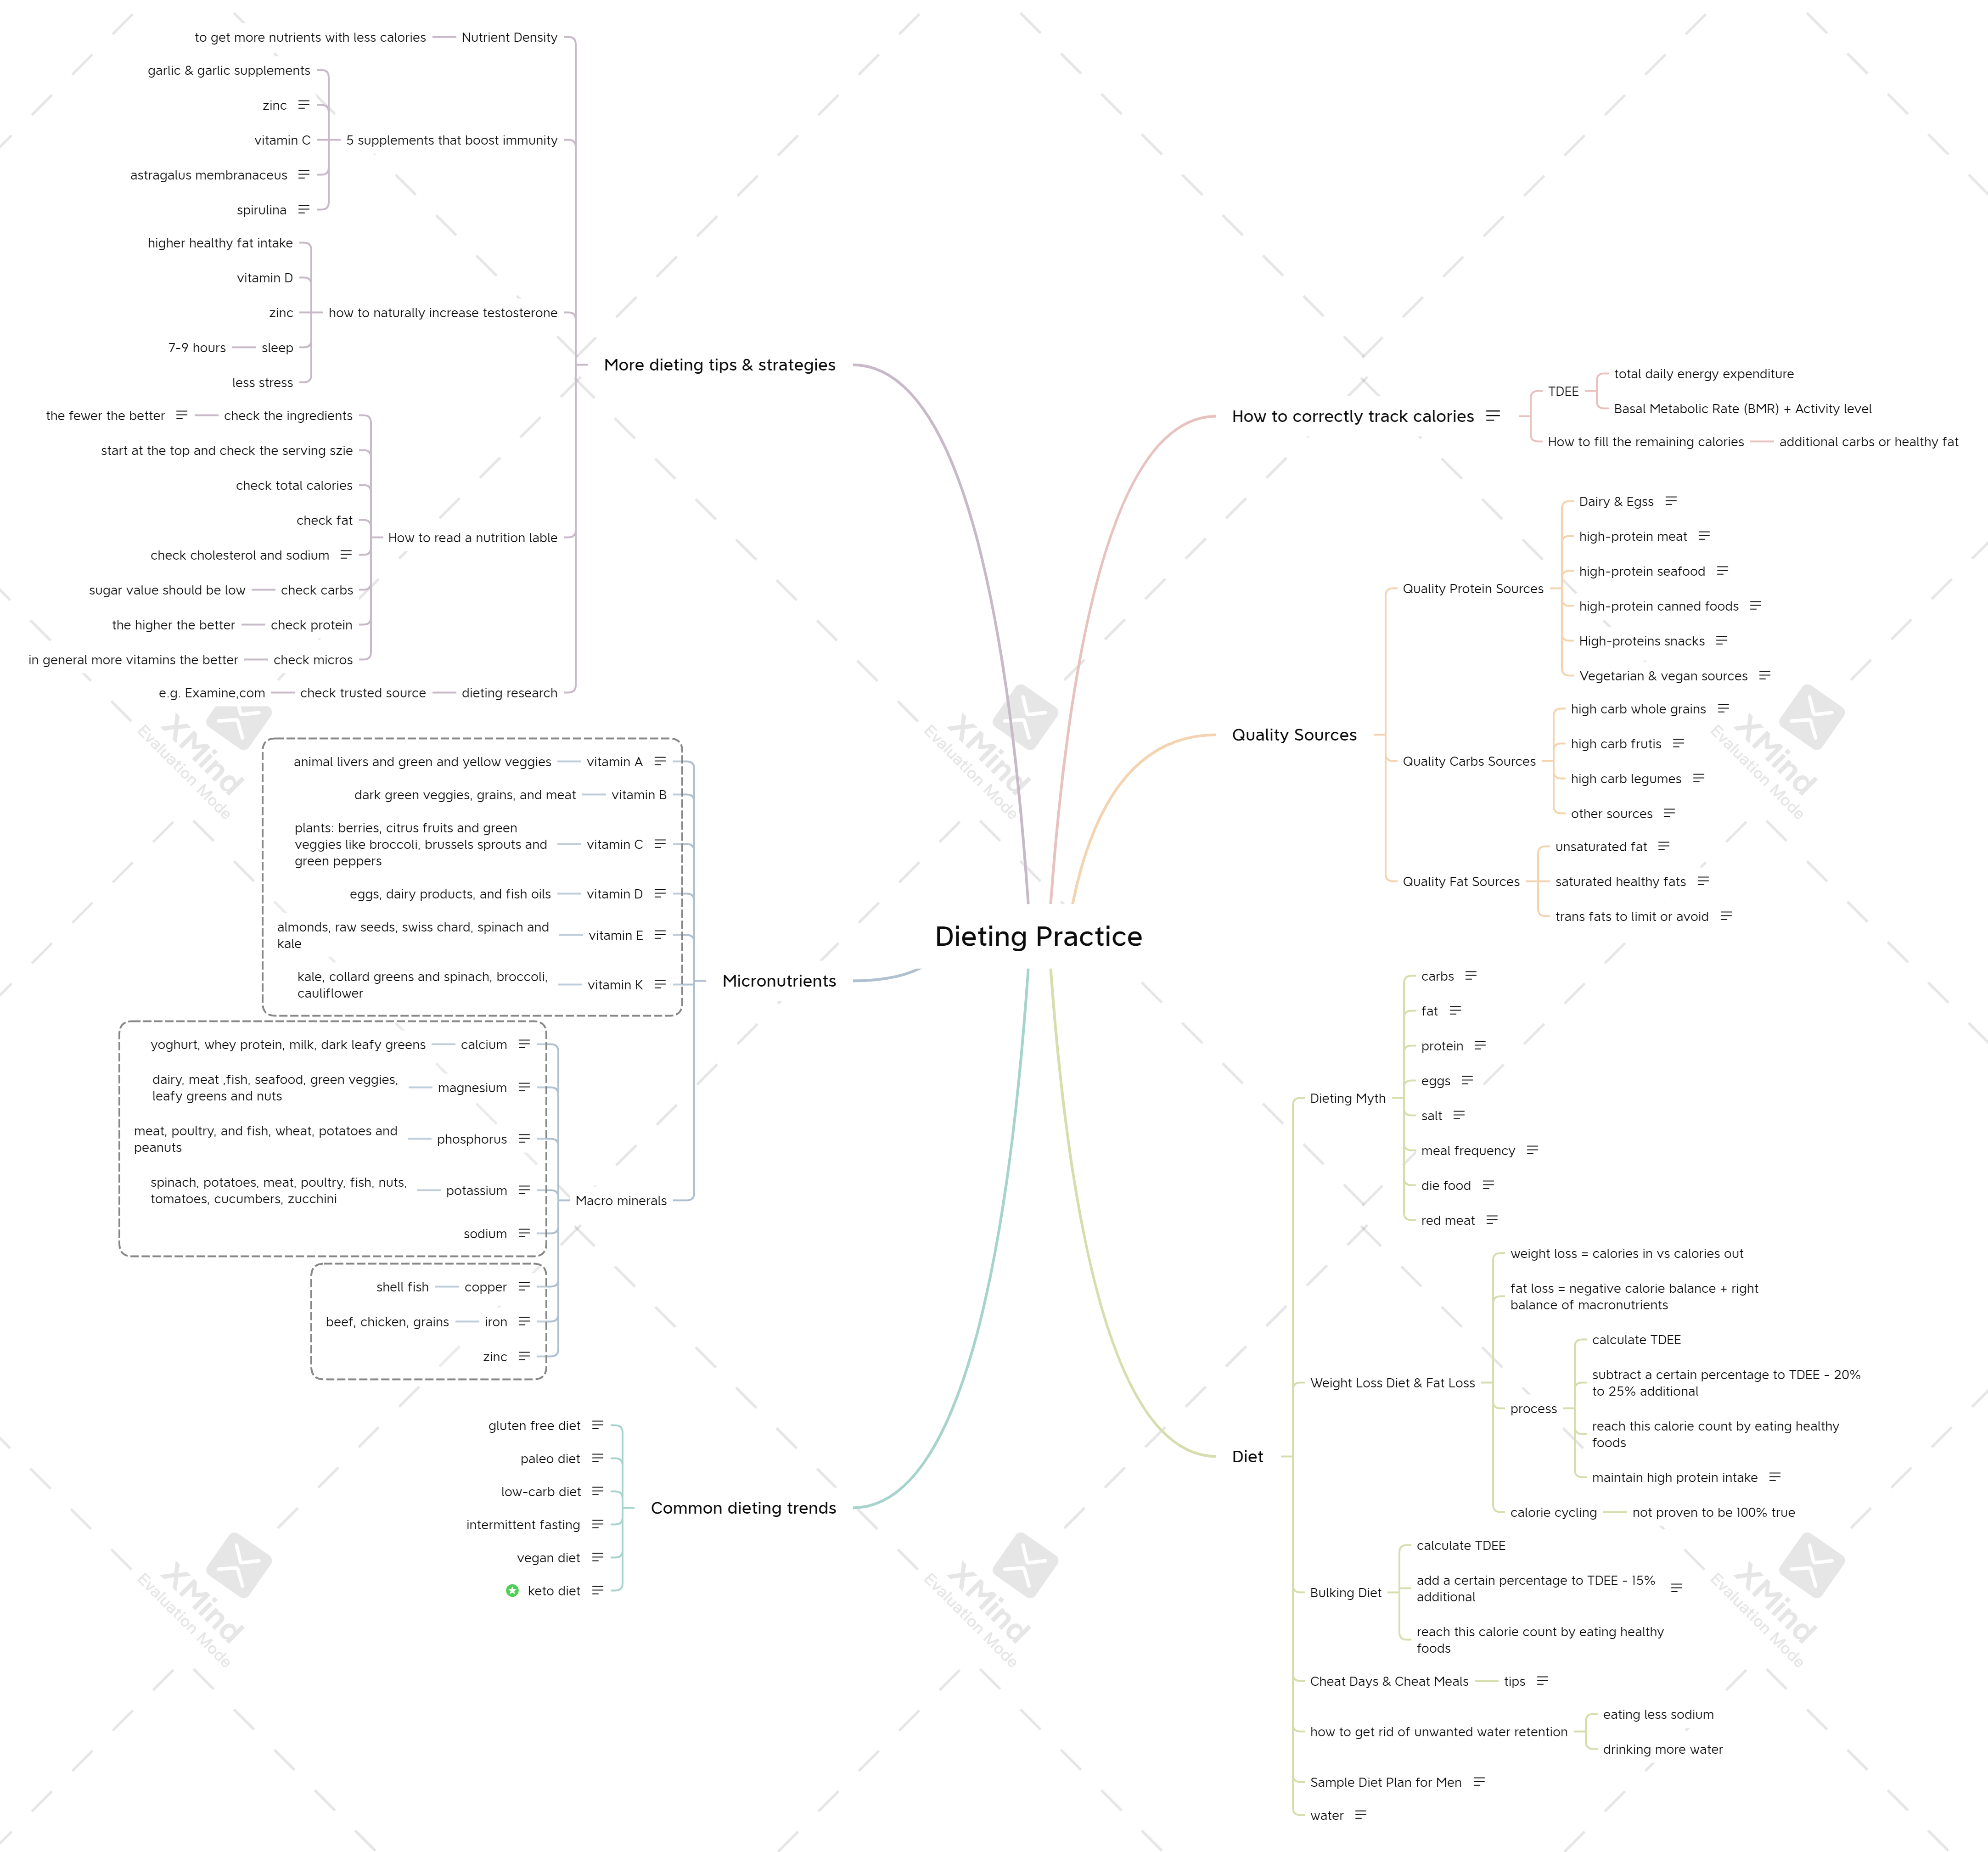 Dieting Practice
How to correctly track calories
TDEE
total daily energy expenditure
Basal Metabolic Rate (BMR) + Activity level
How to fill the remaining calories
additional carbs or healthy fat
Quality Sources
Quality Protein Sources
Dairy & Egss
high-protein meat
high-protein seafood
high-protein canned foods
High-proteins snacks
Vegetarian & vegan sources
Quality Carbs Sources
high carb whole grains
high carb frutis
high carb legumes
other sources
Quality Fat Sources
unsaturated fat
saturated healthy fats
trans fats to limit or avoid
Diet
Dieting Myth
carbs
fat
protein
eggs
salt
meal frequency
die food
red meat
Weight Loss Diet & Fat Loss
weight loss = calories in vs calories out
fat loss = negative calorie balance + right
balance of macronutrients
process
calculate TDEE
subtract a certain percentage to TDEE - 20%
to 25% additional
reach this calorie count by eating healthy
foods
maintain high protein intake
calorie cycling
not proven to be 100% true
Bulking Diet
calculate TDEE
add a certain percentage to TDEE - 15%
additional
reach this calorie count by eating healthy
foods
Cheat Days & Cheat Meals
tips
how to get rid of unwanted water retention
eating less sodium
drinking more water
Sample Diet Plan for Men
water
More dieting tips & strategies
Nutrient Density
to get more nutrients with less calories
5 supplements that boost immunity
garlic & garlic supplements
zinc
vitamin C
astragalus membranaceus
spirulina
how to naturally increase testosterone
higher healthy fat intake
vitamin D
zinc
sleep
7-9 hours
less stress
How to read a nutrition lable
check the ingredients
the fewer the better
start at the top and check the serving szie
check total calories
check fat
check cholesterol and sodium
check carbs
sugar value should be low
check protein
the higher the better
check micros
in general more vitamins the better
dieting research
check trusted source
e.g. Examine,com
Micronutrients
vitamin A
animal livers and green and yellow veggies
vitamin B
dark green veggies, grains, and meat
vitamin C
plants: berries, citrus fruits and green
veggies like broccoli, brussels sprouts and
green peppers
vitamin D
eggs, dairy products, and fish oils
vitamin E
almonds, raw seeds, swiss chard, spinach and
kale
vitamin K
kale, collard greens and spinach, broccoli,
cauliflower
Macro minerals
calcium
yoghurt, whey protein, milk, dark leafy greens
magnesium
dairy, meat ,fish, seafood, green veggies,
leafy greens and nuts
phosphorus
meat, poultry, and fish, wheat, potatoes and
peanuts
potassium
spinach, potatoes, meat, poultry, fish, nuts,
tomatoes, cucumbers, zucchini
sodium
copper
shell fish
iron
beef, chicken, grains
zinc
Common dieting trends
gluten free diet
paleo diet
low-carb diet
intermittent fasting
vegan diet
keto diet
XMind
Evaluation Mode
XMind
Evaluation Mode
XMind
Evaluation Mode
XMind
Evaluation Mode
XMind
Evaluation Mode
XMind
Evaluation Mode